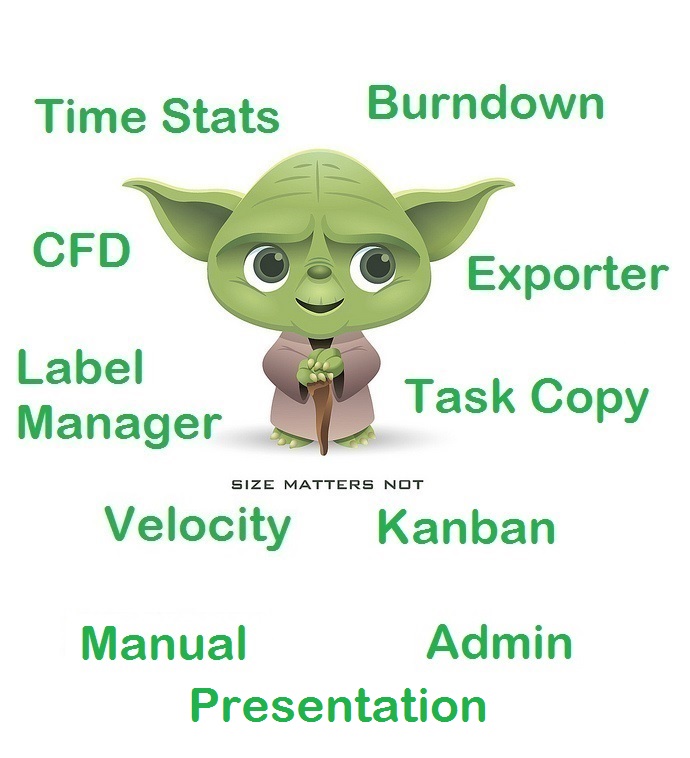 Time Stats
Burndown
CFD
Exporter
Label
Manager
Task Copy
SIZE MATTERS NOT
Velocity
Kanban
Manual
Admin
Presentation